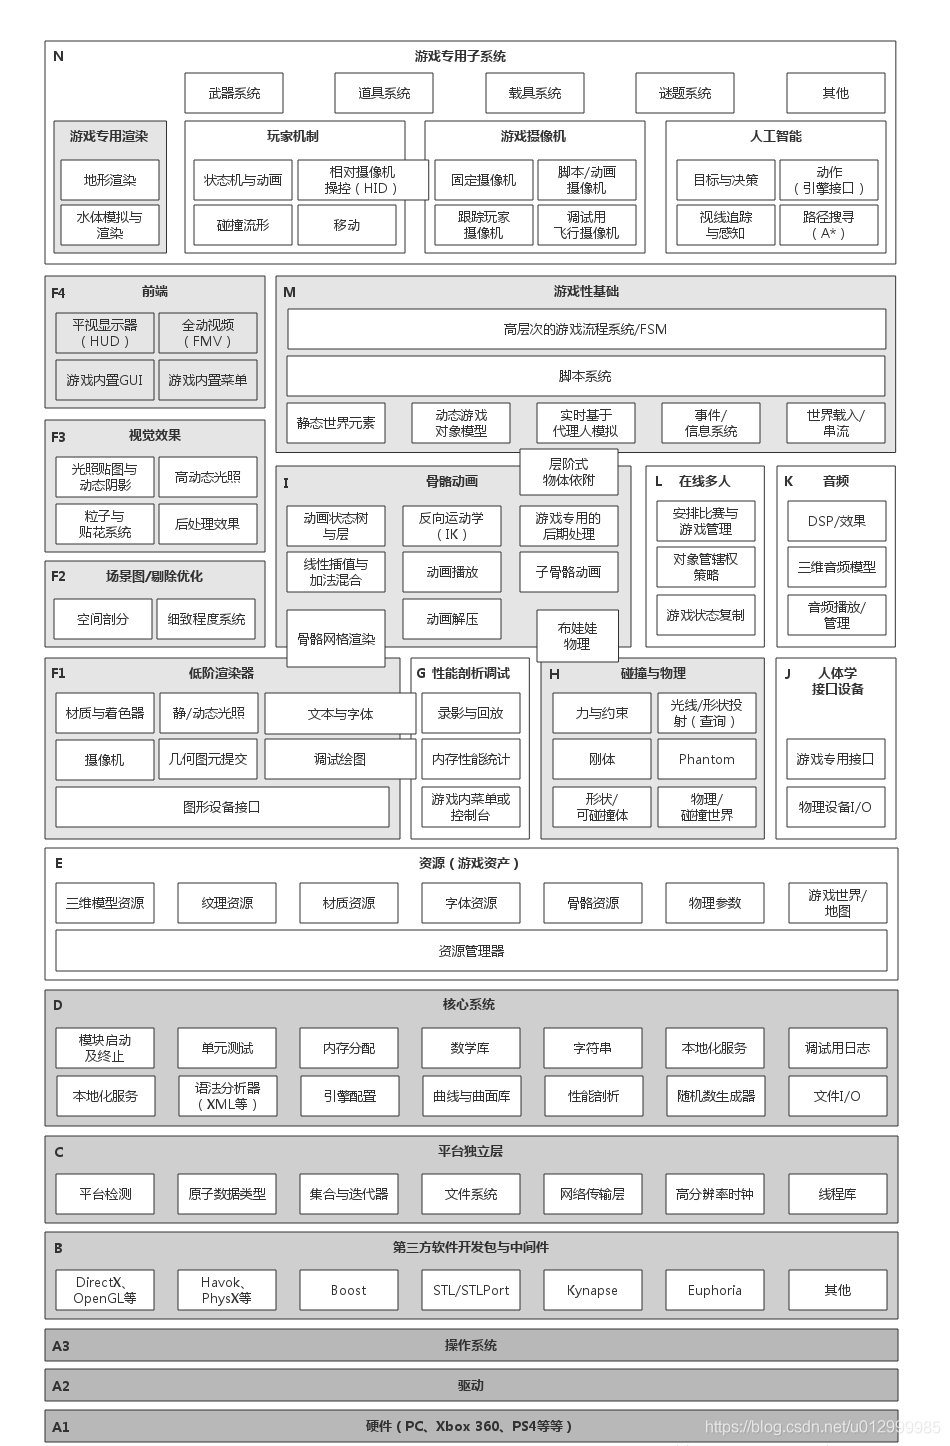 N
游戏专用子系统
武器系统
道具系统
载具系统
谜题系统
其他
游戏专用渲染
地形渲染
水体模拟与
渲染
玩家机制
状态机与动画
相对摄像机
操控（HID）
碰撞流形
移动
游戏摄像机
固定摄像机
脚本/动画
摄像机
跟踪玩家
摄像机
调试用
飞行摄像机
人工智能
目标与决策
动作
（引擎接口）
视线追踪
与感知
路径搜寻
（A*）
F4
前端
平视显示器
（HUD）
全动视频
（FMV）
游戏内置GUI
游戏内置菜单
M
游戏性基础
高层次的游戏流程系统/FSM
脚本系统
静态世界元素
动态游戏
对象模型
实时基于
代理人模拟
事件/
信息系统
世界载入/
串流
F3
视觉效果
光照贴图与
动态阴影
高动态光照
粒子与
贴花系统
后处理效果
F2
场景图/剔除优化
空间剖分
细致程度系统
I
骨骼动画
层阶式
物体依附
动画状态树
与层
反向运动学
（IK）
游戏专用的
后期处理
线性插值与
加法混合
动画播放
子骨骼动画
骨骼网格渲染
动画解压
布娃娃
物理
L
在线多人
安排比赛与
游戏管理
对象管辖权
策略
游戏状态复制
K
音频
DSP/效果
三维音频模型
音频播放/
管理
F1
低阶渲染器
材质与着色器
静/动态光照
文本与字体
摄像机
几何图元提交
调试绘图
图形设备接口
G
性能剖析调试
录影与回放
内存性能统计
游戏内菜单或
控制台
H
碰撞与物理
力与约束
光线/形状投
射（查询）
刚体
Phantom
形状/
可碰撞体
物理/
碰撞世界
J
人体学
接口设备
游戏专用接口
物理设备I/O
E
资源（游戏资产）
三维模型资源
纹理资源
材质资源
字体资源
骨骼资源
物理参数
游戏世界/
地图
资源管理器
D
核心系统
模块启动
及终止
单元测试
内存分配
数学库
字符串
本地化服务
调试用日志
本地化服务
语法分析器
（XML等）
引擎配置
曲线与曲面库
性能剖析
随机数生成器
文件I/O
C
平台独立层
平台检测
原子数据类型
集合与迭代器
文件系统
网络传输层
高分辨率时钟
线程库
B
第三方软件开发包与中间件
DirectX、
OpenGL等
Havok、
PhysX等
Boost
STL/STLPort
Kynapse
Euphoria
其他
A3
操作系统
A2
驱动
A1
硬件（PC、Xbox 360、PS4等等）
https://blog.csdn.net/u012999985